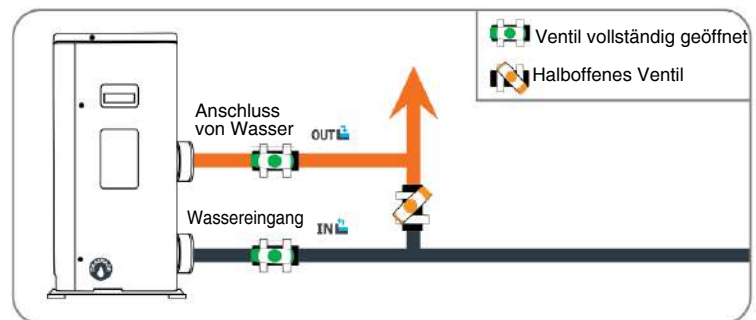 Ventil vollständig geöffnet
Halboffenes Ventil
Anschluss
von Wasser
OUT
Wassereingang
IN